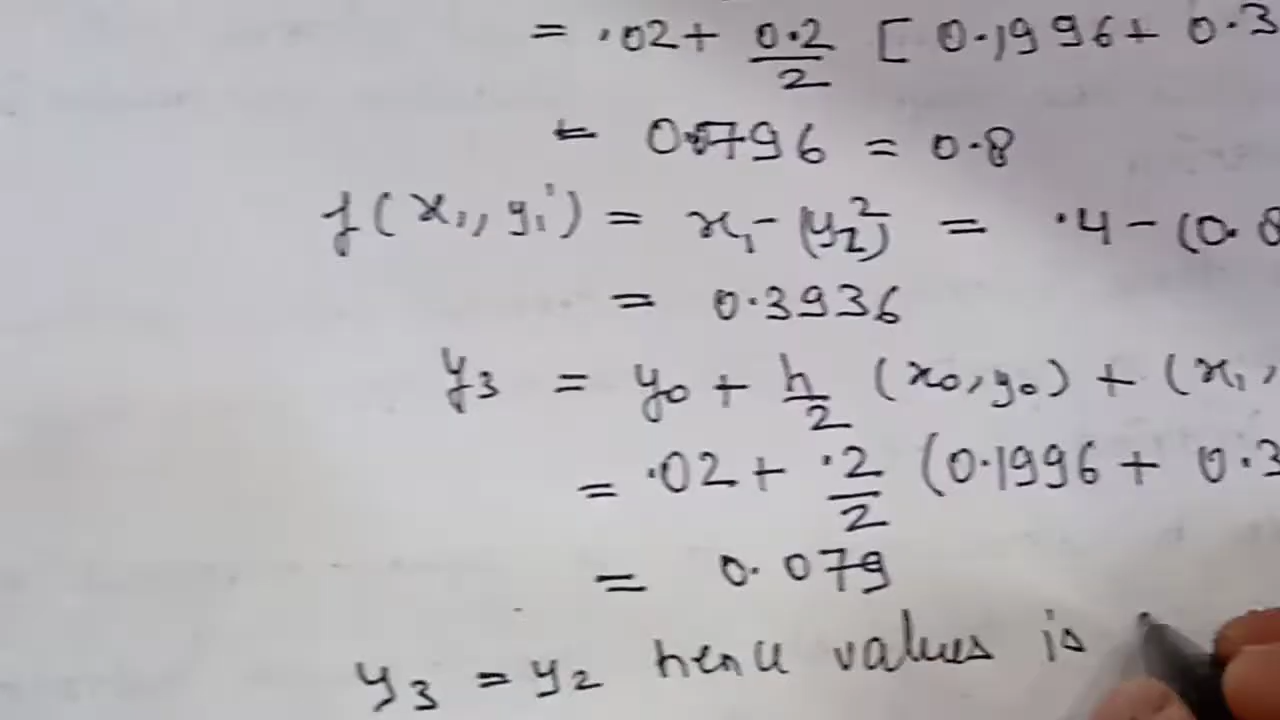 = .02 + 0.2/2 [ 0.1996 + 0.3
= 0.0796 = 0.8
f(x₁, y₁') = x₁ - (y₂²) = .4 - (0.8
= 0.3936
y₃ = y₀ + h/2 (x₀, y₀) + (x₁,
= .02 + .2/2 (0.1996 + 0.3
= 0.079
y₃ = y₂ hence values is